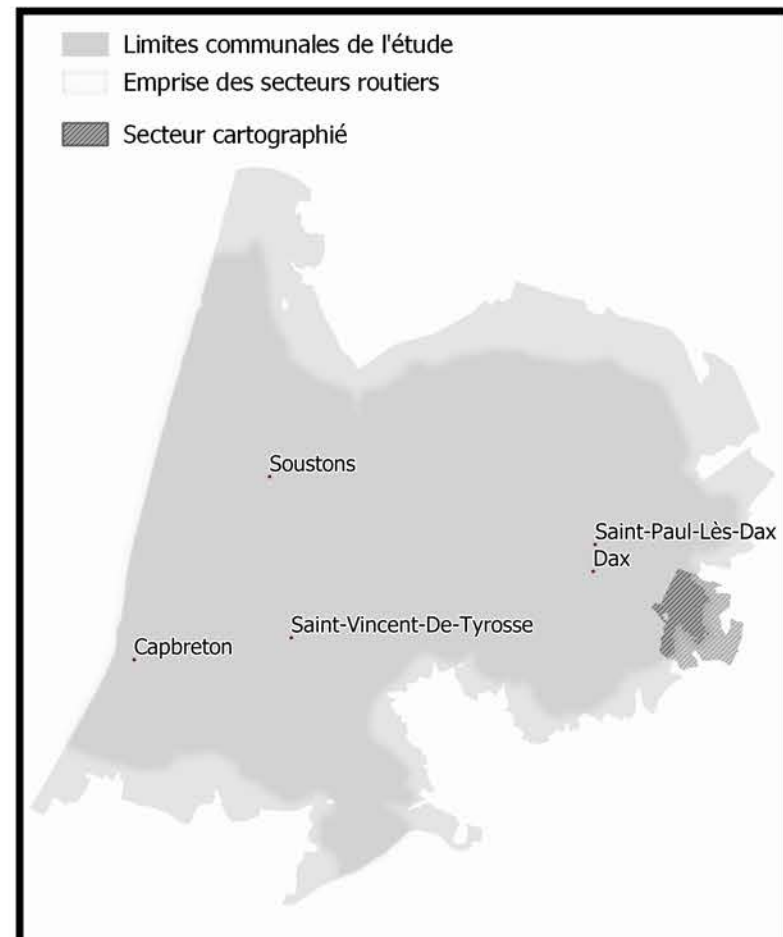 Limites communales de l'étude
Emprise des secteurs routiers
Secteur cartographié
Soustons
Saint-Paul-Lès-Dax
Dax
Saint-Vincent-De-Tyrosse
Capbreton